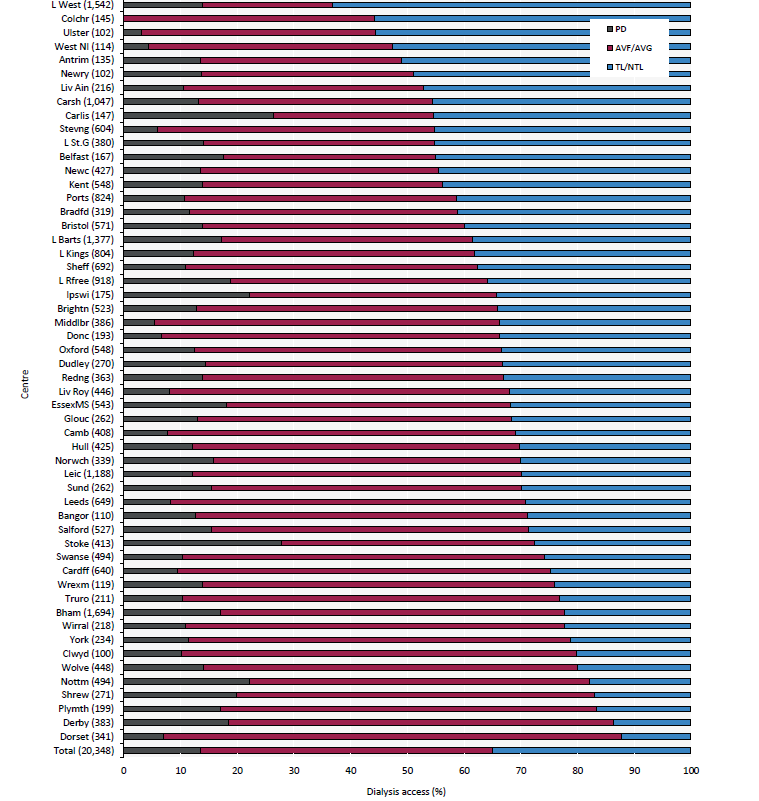 L West (1,542)
Colchr (145)
Ulster (102)
West NI (114)
Antrim (135)
Newry (102)
Liv Ain (216)
Carsh (1,047)
Carlis (147)
Stevng (604)
L St.G (380)
Belfast (167)
Newc (427)
Kent (548)
Ports (824)
Bradfd (319)
Bristol (571)
L Barts (1,377)
L Kings (804)
Sheff (692)
L Rfree (918)
Ipswi (175)
Brightn (523)
Middlbr (386)
Donc (193)
Oxford (548)
Dudley (270)
Redng (363)
Liv Roy (446)
EssexMS (543)
Glouc (262)
Camb (408)
Hull (425)
Norwch (339)
Leic (1,188)
Sund (262)
Leeds (649)
Bangor (110)
Salford (527)
Stoke (413)
Swanse (494)
Cardff (640)
Wrexm (119)
Truro (211)
Bham (1,694)
Wirral (218)
York (234)
Clwyd (100)
Wolve (448)
Nottm (494)
Shrew (271)
Plymth (199)
Derby (383)
Dorset (341)
Total (20,348)
Centre
PD
AVF/AVG
TL/NTL
0 10 20 30 40 50 60 70 80 90 100
Dialysis access (%)